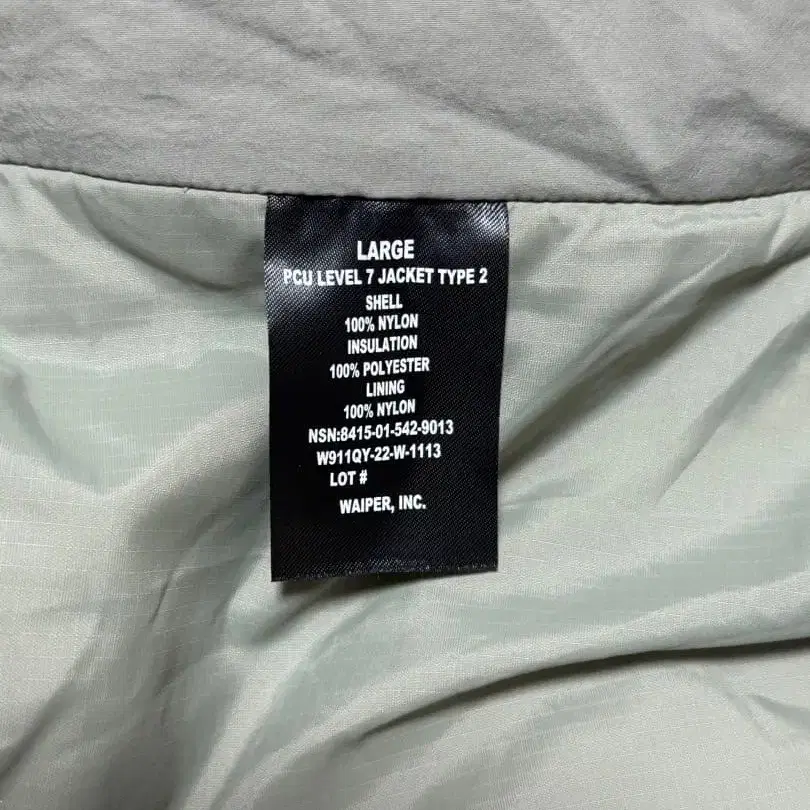 LARGE
PCU LEVEL 7 JACKET TYPE 2
SHELL
100% NYLON
INSULATION
100% POLYESTER
LINING
100% NYLON
NSN:8415-01-542-9013
W911QY-22-W-1113
LOT #
WAIPER, INC.